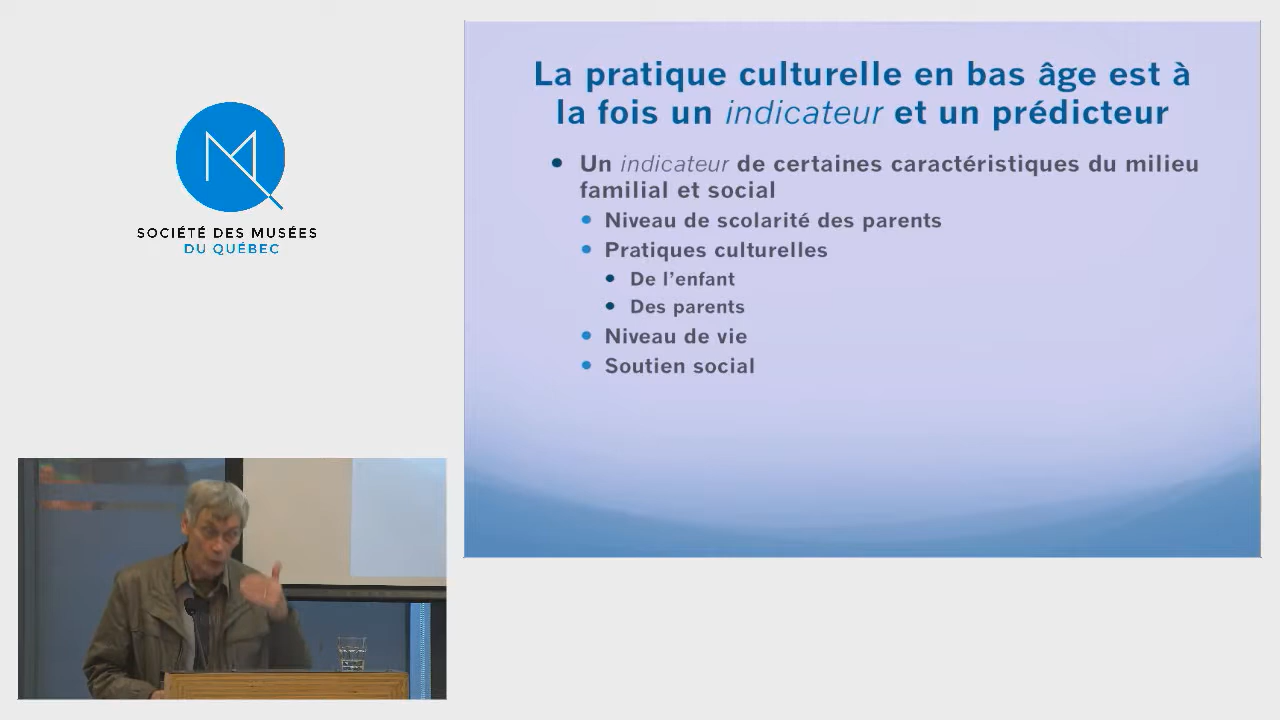 SOCIÉTÉ DES MUSÉES
DU QUÉBEC
La pratique culturelle en bas âge est à
la fois un indicateur et un prédicteur
Un indicateur de certaines caractéristiques du milieu
familial et social
Niveau de scolarité des parents
Pratiques culturelles
De l'enfant
Des parents
Niveau de vie
Soutien social